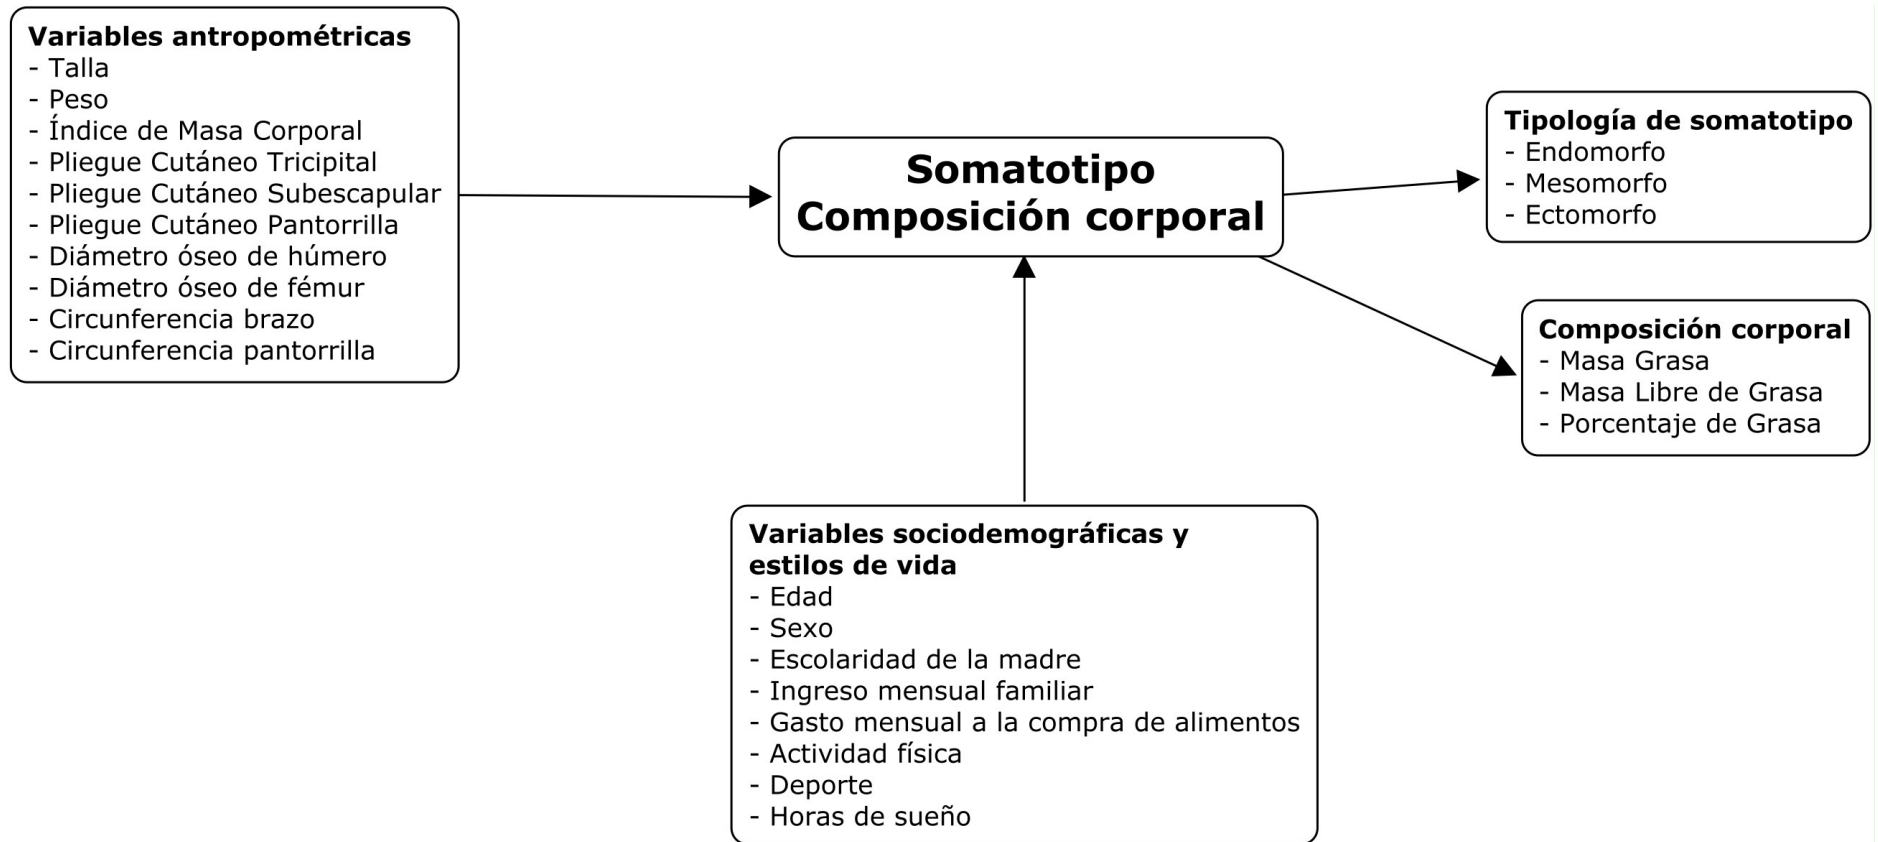 Variables antropométricas
- Talla
- Peso
- Índice de Masa Corporal
- Pliegue Cutáneo Tricipital
- Pliegue Cutáneo Subescapular
- Pliegue Cutáneo Pantorrilla
- Diámetro óseo de húmero
- Diámetro óseo de fémur
- Circunferencia brazo
- Circunferencia pantorrilla
Somatotipo
Composición corporal
Tipología de somatotipo
- Endomorfo
- Mesomorfo
- Ectomorfo
Composición corporal
- Masa Grasa
- Masa Libre de Grasa
- Porcentaje de Grasa
Variables sociodemográficas y
estilos de vida
- Edad
- Sexo
- Escolaridad de la madre
- Ingreso mensual familiar
- Gasto mensual a la compra de alimentos
- Actividad física
- Deporte
- Horas de sueño